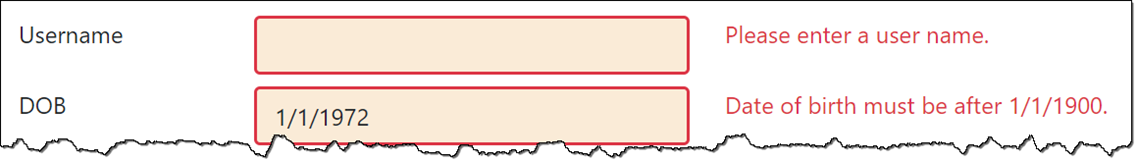 Username
Please enter a user name.
DOB
1/1/1972
Date of birth must be after 1/1/1900.